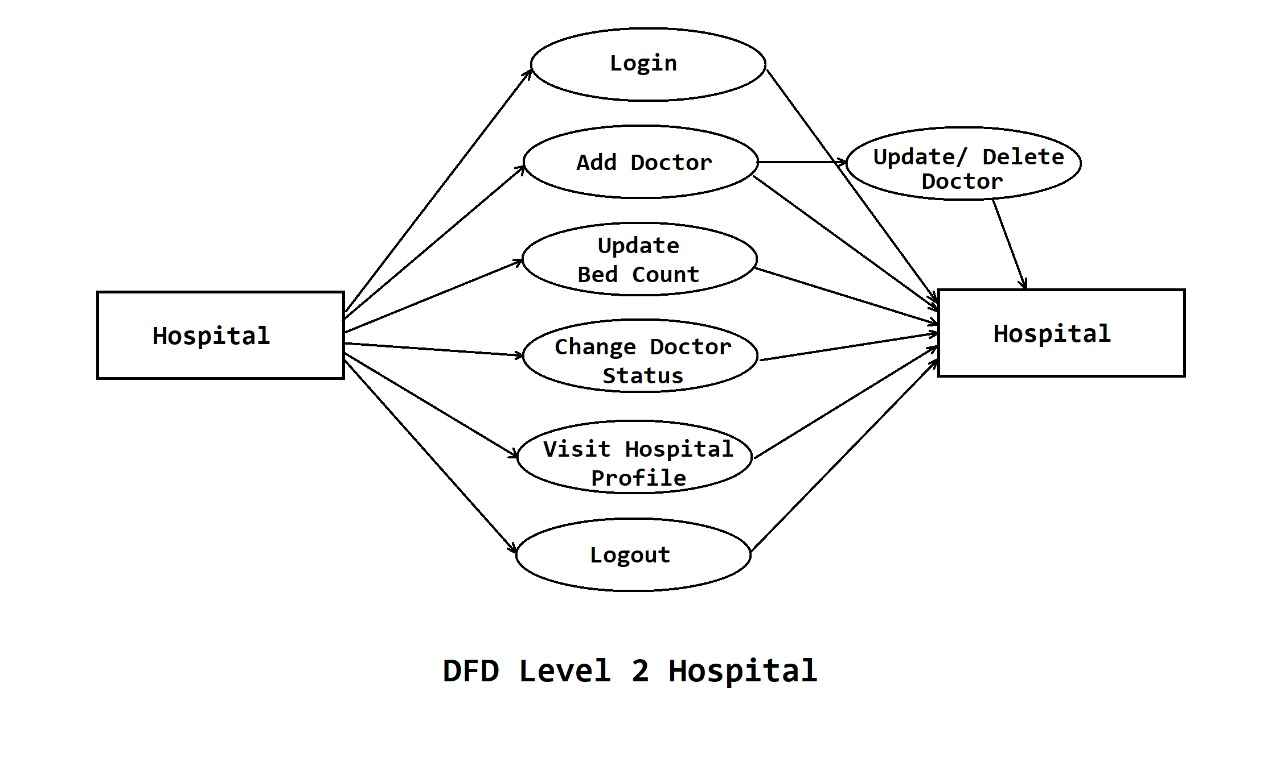 Login
Add Doctor
Update/ Delete
Doctor
Update
Bed Count
Hospital
Hospital
Change Doctor
Status
Visit Hospital
Profile
Logout
DFD Level 2 Hospital